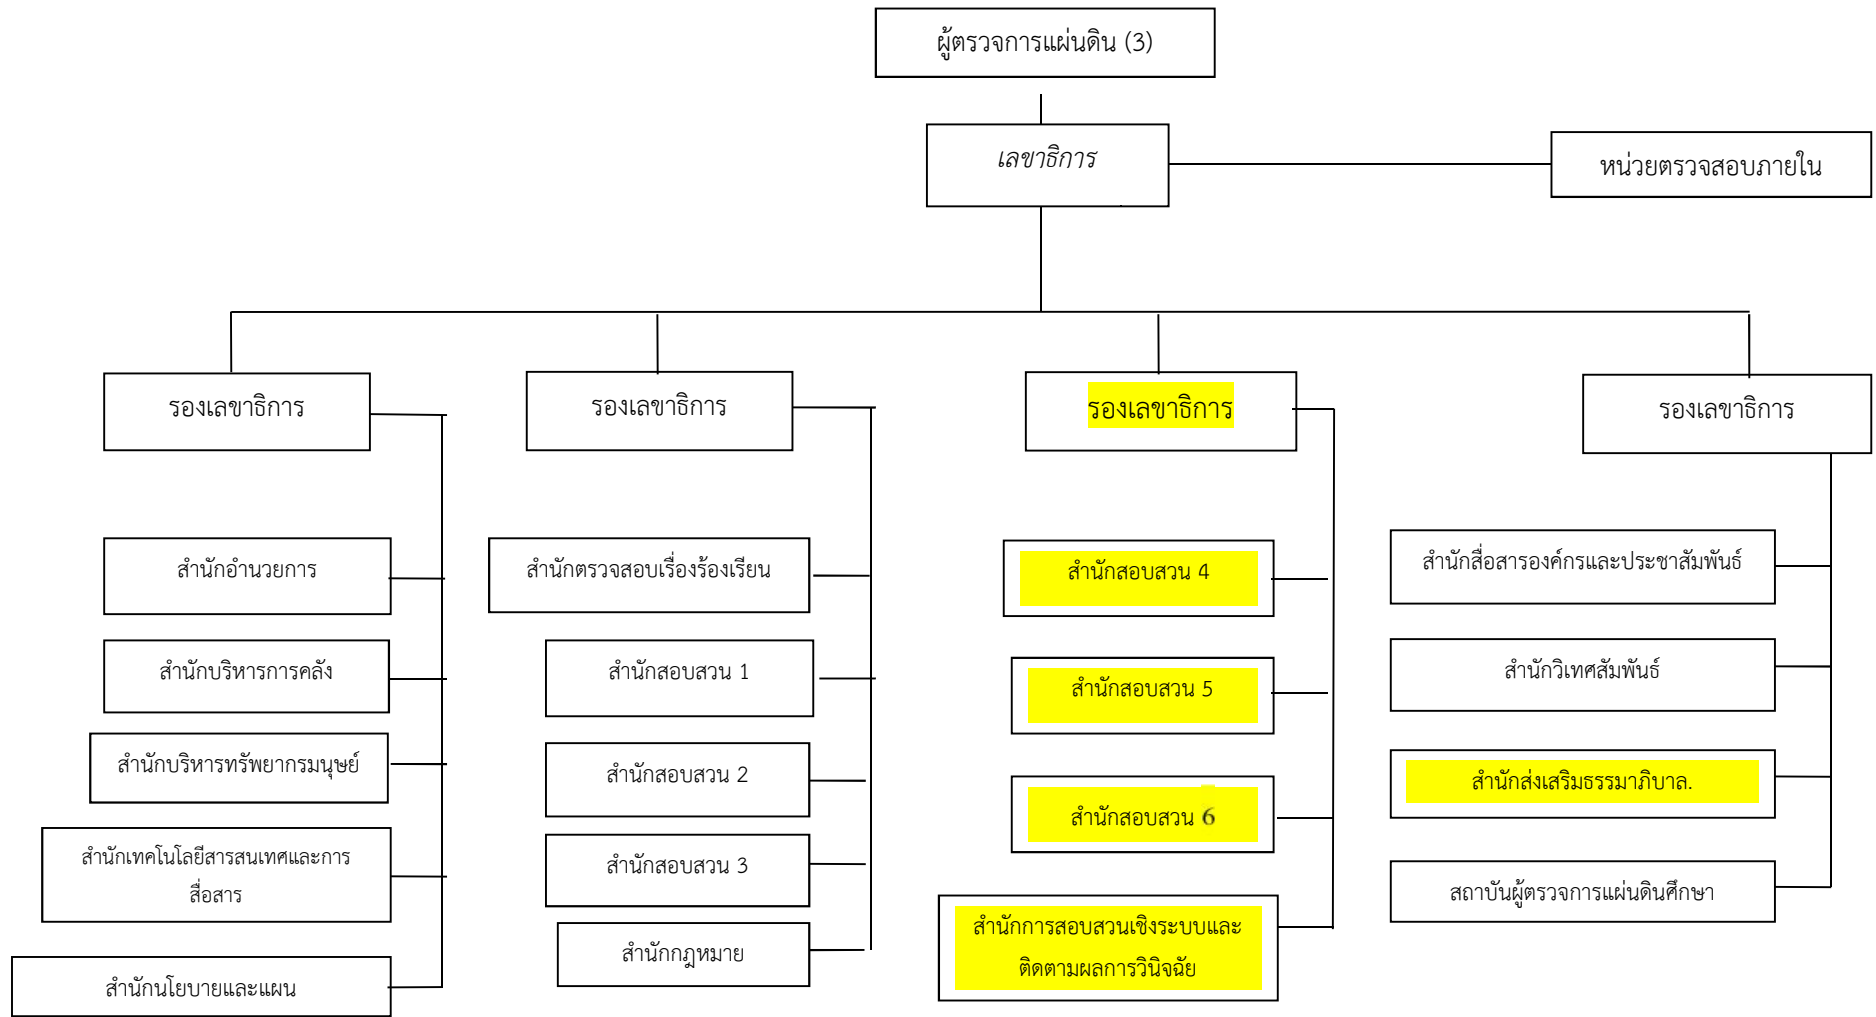 ผู้ตรวจการแผ่นดิน (3)
เลขาธิการ
หน่วยตรวจสอบภายใน
รองเลขาธิการ
สำนักอำนวยการ
สำนักบริหารการคลัง
สำนักบริหารทรัพยากรมนุษย์
สำนักเทคโนโลยีสารสนเทศและการ
สื่อสาร
สำนักนโยบายและแผน
รองเลขาธิการ
สำนักตรวจสอบเรื่องร้องเรียน
สำนักสอบสวน 1
สำนักสอบสวน 2
สำนักสอบสวน 3
สำนักกฎหมาย
รองเลขาธิการ
สำนักสอบสวน 4
สำนักสอบสวน 5
สำนักสอบสวน 6
สำนักการสอบสวนเชิงระบบและ
ติดตามผลการวินิจฉัย
รองเลขาธิการ
สำนักสื่อสารองค์กรและประชาสัมพันธ์
สำนักวิเทศสัมพันธ์
สำนักส่งเสริมธรรมาภิบาล.
สถาบันผู้ตรวจการแผ่นดินศึกษา